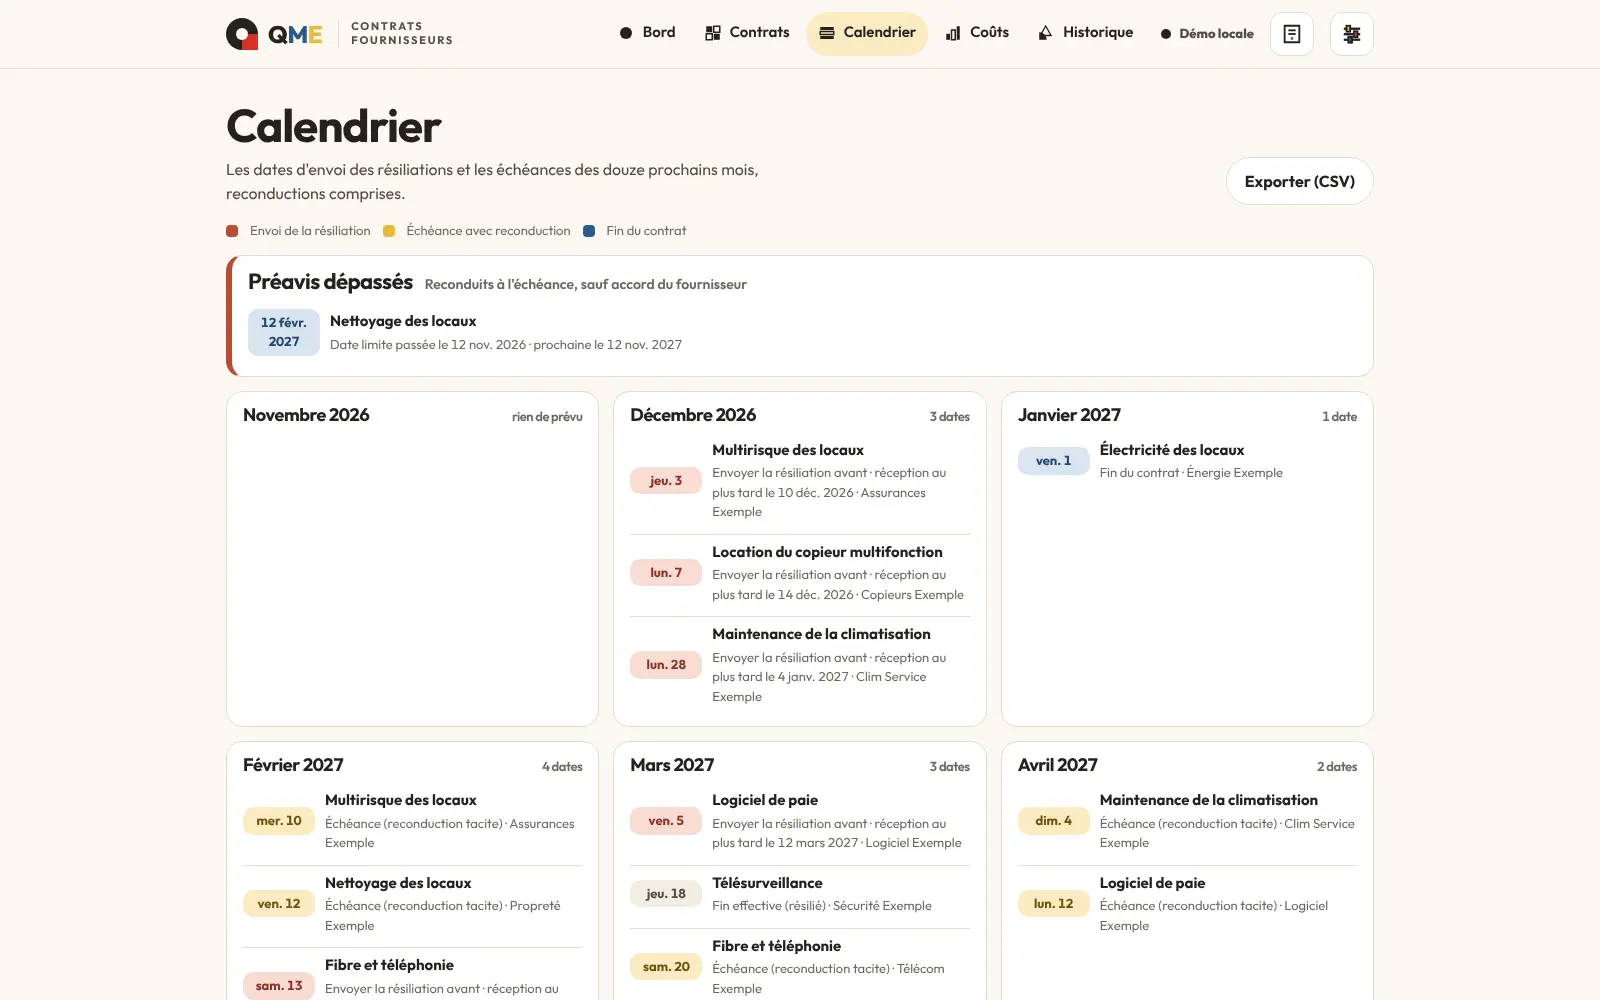 QME
CONTRATS
FOURNISSEURS
Bord
Contrats
Calendrier
Coûts
Historique
Démo locale
Calendrier
Les dates d'envoi des résiliations et les échéances des douze prochains mois,
reconductions comprises.
Exporter (CSV)
Envoi de la résiliation
Échéance avec reconduction
Fin du contrat
Préavis dépassés
Reconduits à l'échéance, sauf accord du fournisseur
12 févr.
2027
Nettoyage des locaux
Date limite passée le 12 nov. 2026 · prochaine le 12 nov. 2027
Novembre 2026
rien de prévu
Décembre 2026
3 dates
jeu. 3
Multirisque des locaux
Envoyer la résiliation avant · réception au
plus tard le 10 déc. 2026 · Assurances
Exemple
lun. 7
Location du copieur multifonction
Envoyer la résiliation avant · réception au
plus tard le 14 déc. 2026 · Copieurs Exemple
lun. 28
Maintenance de la climatisation
Envoyer la résiliation avant · réception au
plus tard le 4 janv. 2027 · Clim Service
Exemple
Janvier 2027
1 date
ven. 1
Électricité des locaux
Fin du contrat · Énergie Exemple
Février 2027
4 dates
mer. 10
Multirisque des locaux
Échéance (reconduction tacite) · Assurances
Exemple
ven. 12
Nettoyage des locaux
Échéance (reconduction tacite) · Propreté
Exemple
sam. 13
Fibre et téléphonie
Envoyer la résiliation avant · réception au
Mars 2027
3 dates
ven. 5
Logiciel de paie
Envoyer la résiliation avant · réception au
plus tard le 12 mars 2027 · Logiciel Exemple
jeu. 18
Télésurveillance
Fin effective (résilié) · Sécurité Exemple
sam. 20
Fibre et téléphonie
Échéance (reconduction tacite) · Télécom
Exemple
Avril 2027
2 dates
dim. 4
Maintenance de la climatisation
Échéance (reconduction tacite) · Clim Service
Exemple
lun. 12
Logiciel de paie
Échéance (reconduction tacite) · Logiciel
Exemple